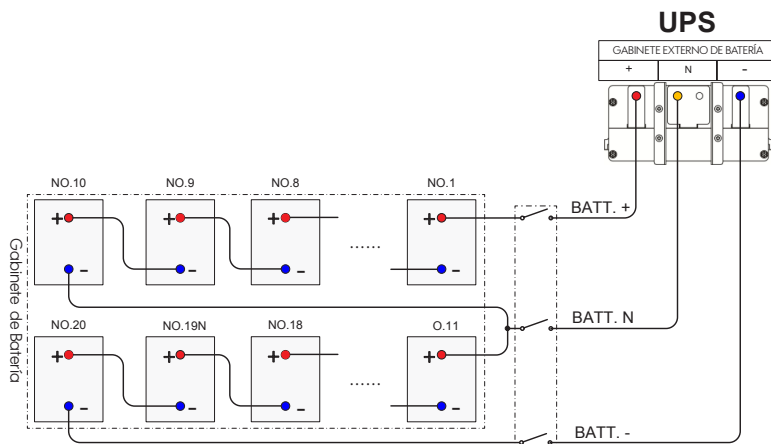 UPS
GABINETE EXTERNO DE BATERÍA
+ N -
NO.10 NO.9 NO.8 NO.1
BATT. +
+ + + +
......
- - - -
Gabinete de Batería
BATT. N
NO.20 NO.19N NO.18 O.11
+ + + +
......
- - - -
BATT. -